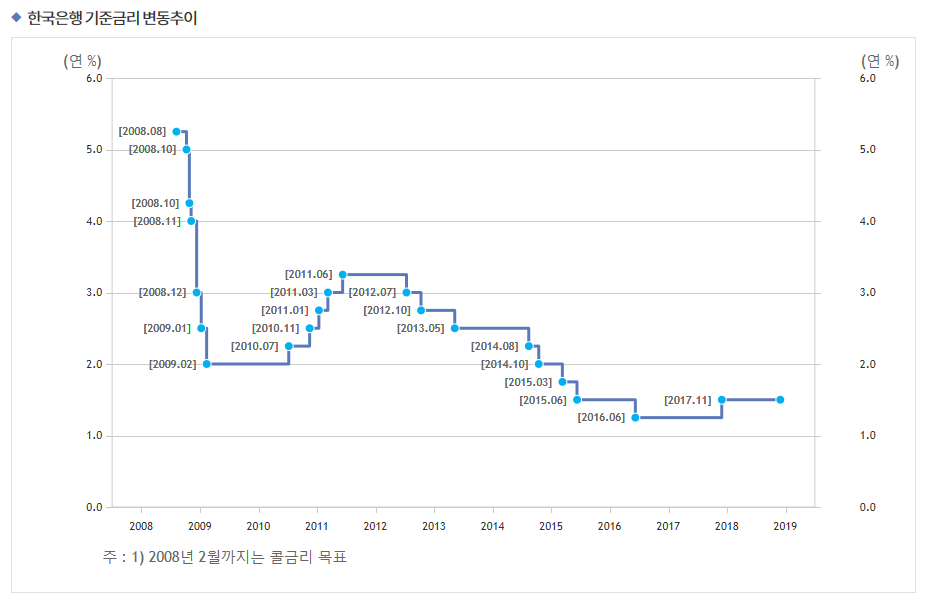 한국은행 기준금리 변동추이
(연 %) (연 %)
6.0 6.0
[2008.08]
5.0 [2008.10] 5.0
[2008.10]
4.0 [2008.11] 4.0
[2011.06]
3.0 [2008.12] [2011.03] [2012.07] 3.0
[2011.01] [2012.10]
[2009.01] [2010.11] [2013.05]
[2010.07] [2014.08]
2.0 [2009.02] [2014.10] 2.0
[2015.03]
[2015.06] [2017.11]
[2016.06]
1.0 1.0
0.0 0.0
2008 2009 2010 2011 2012 2013 2014 2015 2016 2017 2018 2019
주 : 1) 2008년 2월까지는 콜금리 목표